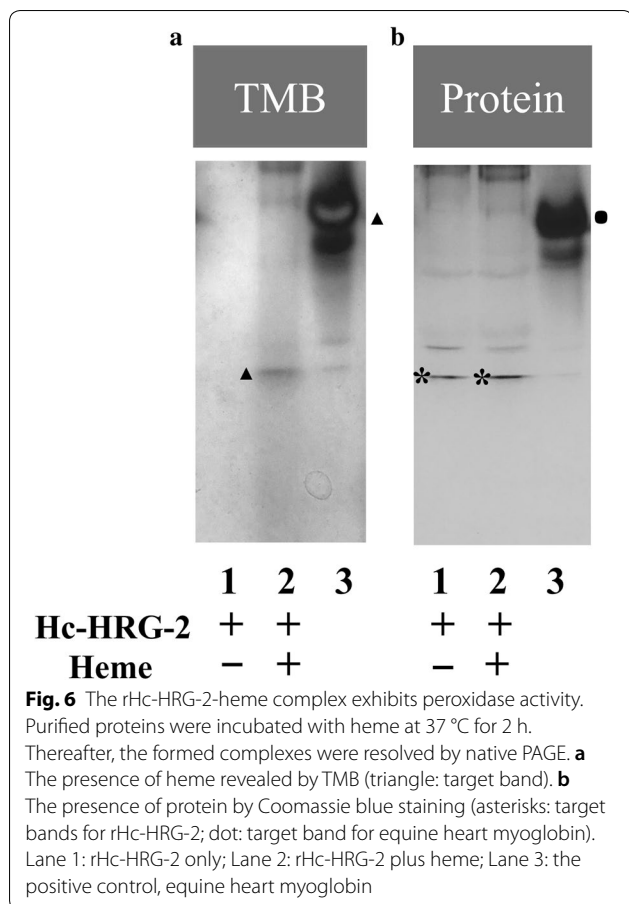 a b
TMB Protein
1 2 3 1 2 3
Hc-HRG-2 + + + +
Heme − + − +
Fig. 6 The rHc-HRG-2-heme complex exhibits peroxidase activity.
Purified proteins were incubated with heme at 37 °C for 2 h.
Thereafter, the formed complexes were resolved by native PAGE. a
The presence of heme revealed by TMB (triangle: target band). b
The presence of protein by Coomassie blue staining (asterisks: target
bands for rHc-HRG-2; dot: target band for equine heart myoglobin).
Lane 1: rHc-HRG-2 only; Lane 2: rHc-HRG-2 plus heme; Lane 3: the
positive control, equine heart myoglobin